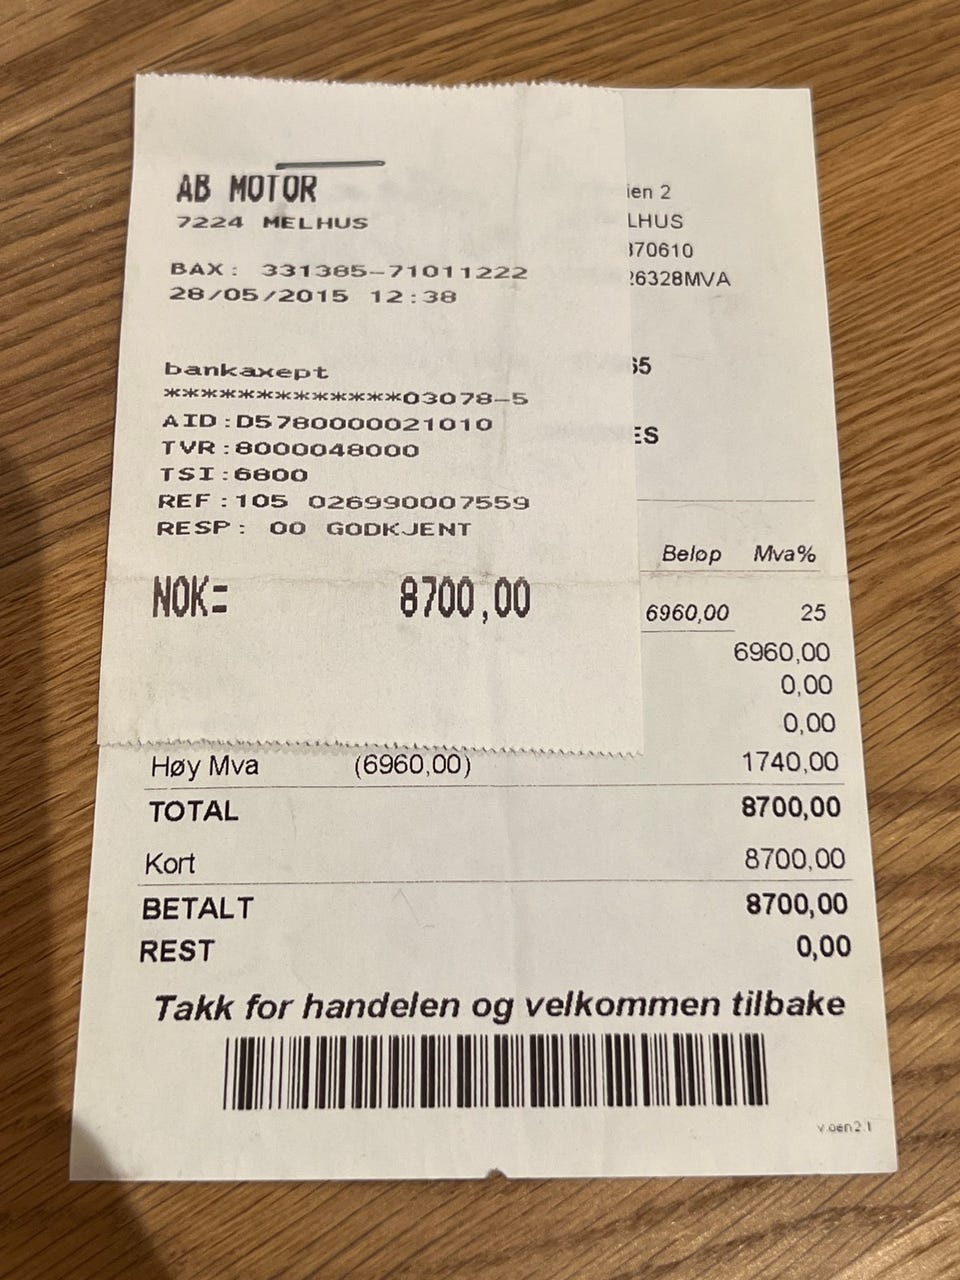 AB MOTOR
7224 MELHUS
BAX: 331385-71011222
28/05/2015 12:38
bankaxept
*************03078-5
AID:D5780000021010
TVR:8000048000
TSI:6800
REF:105 026990007559
RESP: 00 GODKJENT
NOK= 8700,00
ien 2
LHUS
370610
26328MVA
65
ES
Beløp Mva%
6960,00 25
6960,00
0,00
0,00
Høy Mva (6960,00) 1740,00
TOTAL 8700,00
Kort 8700,00
BETALT 8700,00
REST 0,00
Takk for handelen og velkommen tilbake
v.oen2.1